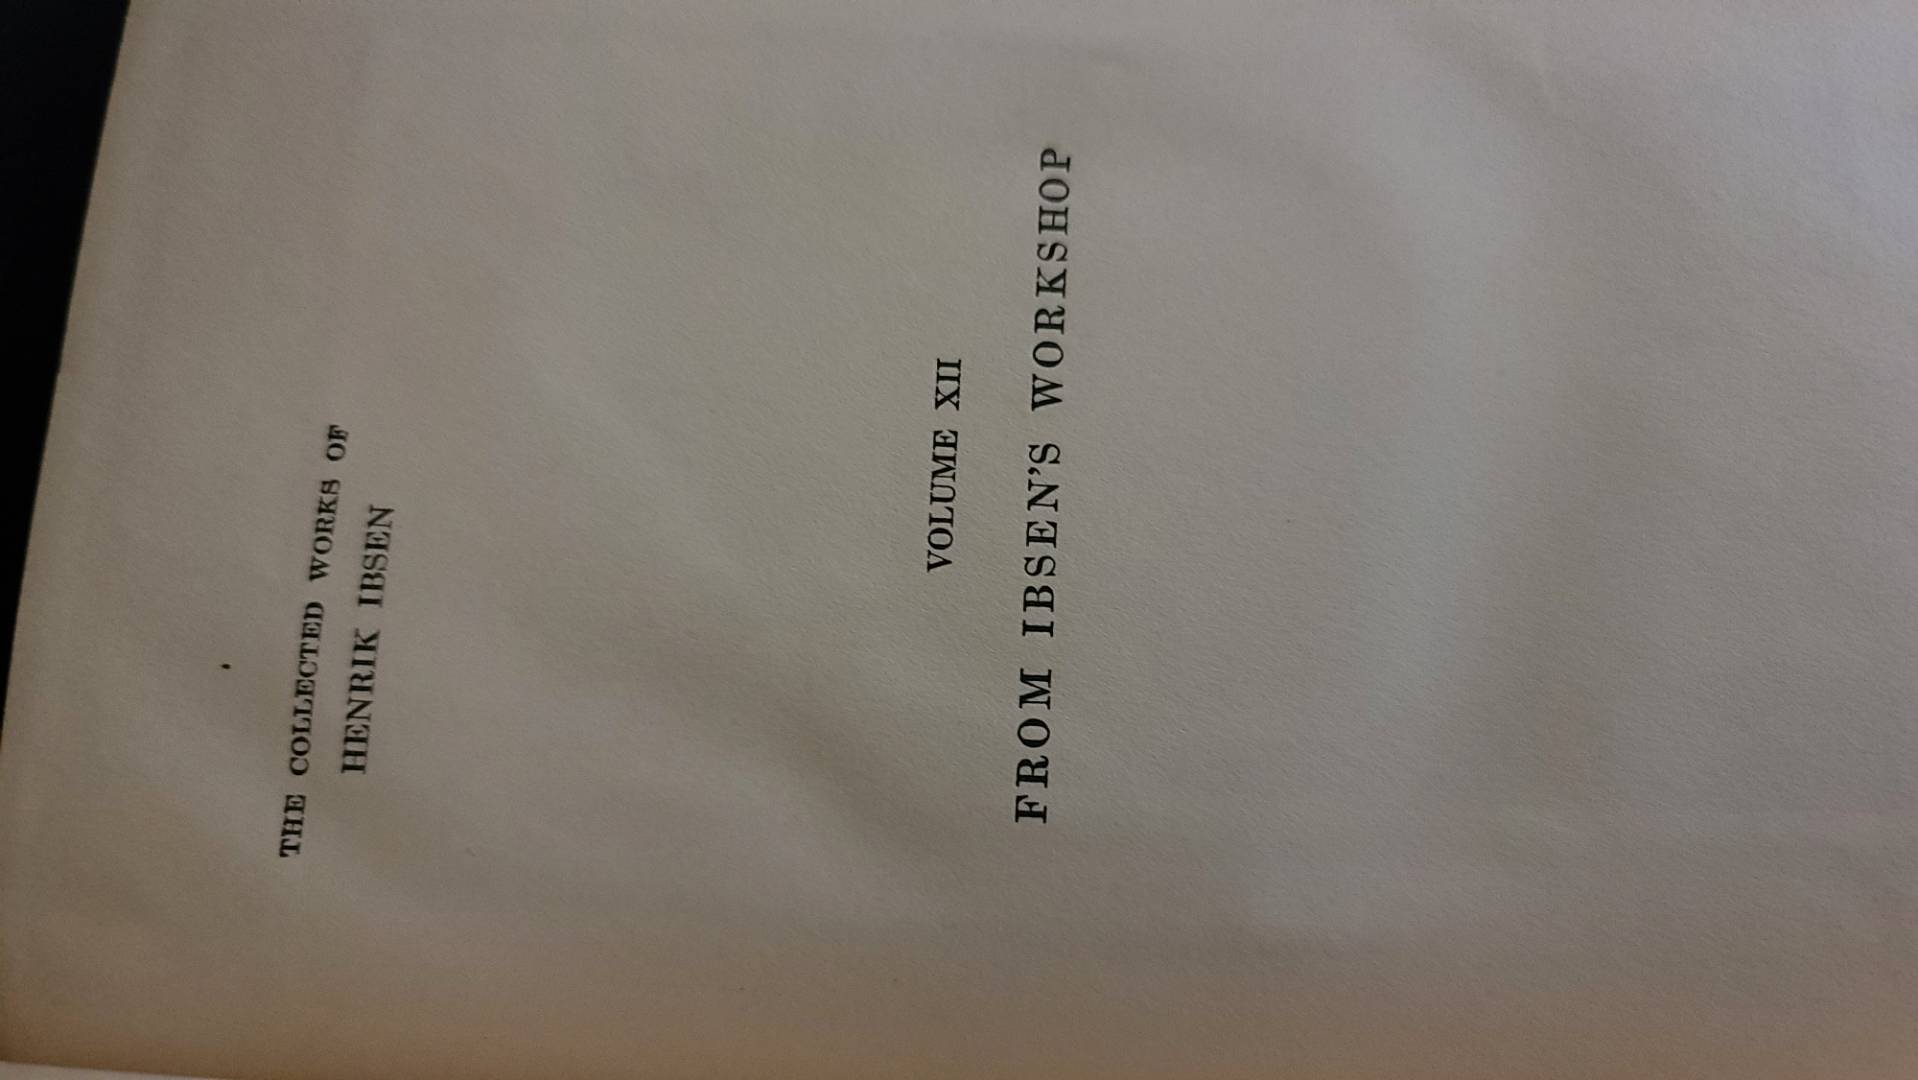 THE COLLECTED WORKS OF
HENRIK IBSEN
VOLUME XII
FROM IBSEN'S WORKSHOP